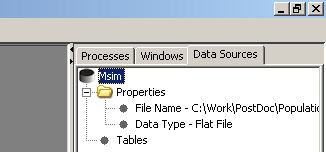 Processes Windows Data Sources
Msim
Properties
File Name - C:\Work\PostDoc\Populatio
Data Type - Flat File
Tables